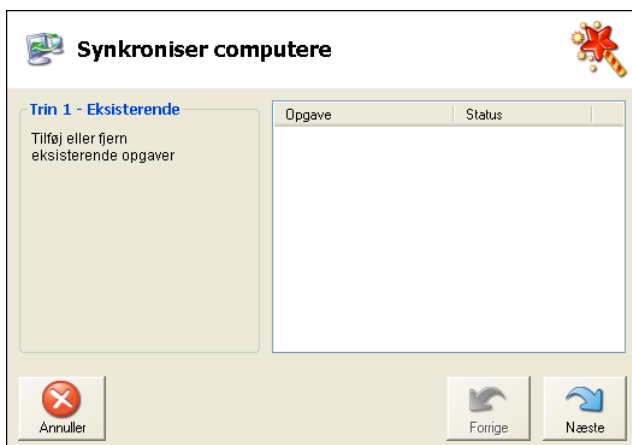 Synkroniser computere
Trin 1 - Eksisterende
Tilføj eller fjern
eksisterende opgaver
Opgave Status
Annuller
Forrige
Næste